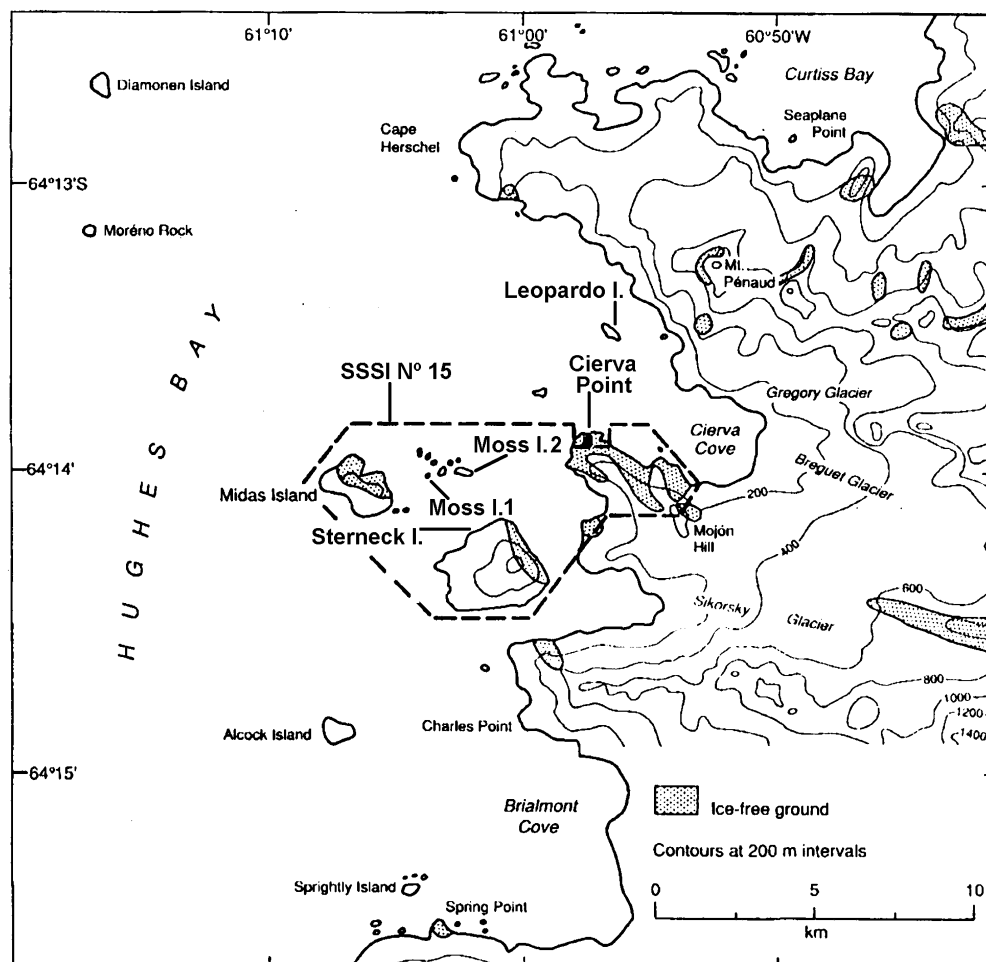 61°10'
61°00'
60°50'W
Diamonen Island
Curtiss Bay
Seaplane
Point
Cape
Herschel
64°13'S
Moréno Rock
Mt.
Pénaud
Leopardo I.
HUGHES BAY
SSSI Nº 15
Cierva
Point
Gregory Glacier
Cierva
Cove
Moss I.2
64°14'
Breguet Glacier
Midas Island
200
Moss I.1
Sterneck I.
Mojón
Hill
400
600
Sikorsky
Glacier
800
1000
1200
1400
Charles Point
Alcock Island
64°15'
Brialmont
Cove
Ice-free ground
Contours at 200 m intervals
Sprightly Island
Spring Point
0
5
10
km